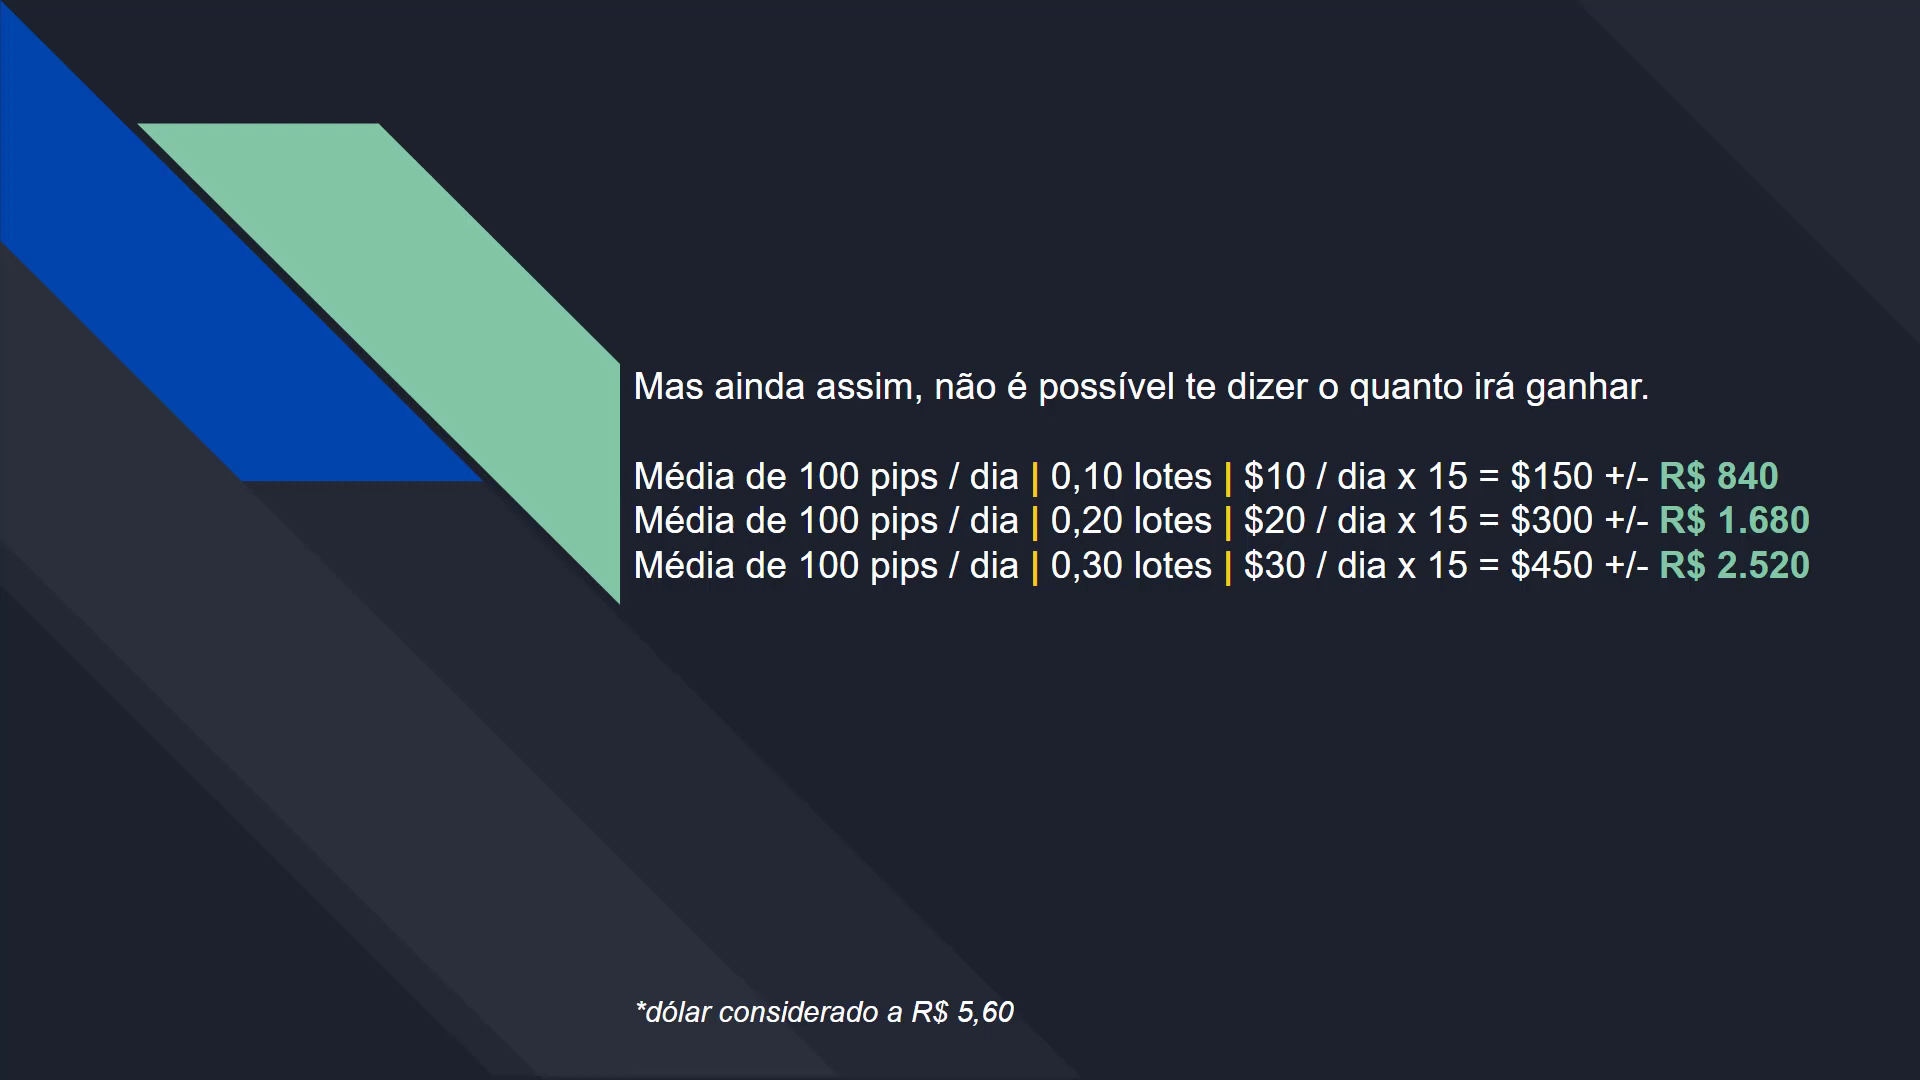 Mas ainda assim, não é possível te dizer o quanto irá ganhar.
Média de 100 pips / dia | 0,10 lotes | $10 / dia x 15 = $150 +/- R$ 840
Média de 100 pips / dia | 0,20 lotes | $20 / dia x 15 = $300 +/- R$ 1.680
Média de 100 pips / dia | 0,30 lotes | $30 / dia x 15 = $450 +/- R$ 2.520
*dólar considerado a R$ 5,60